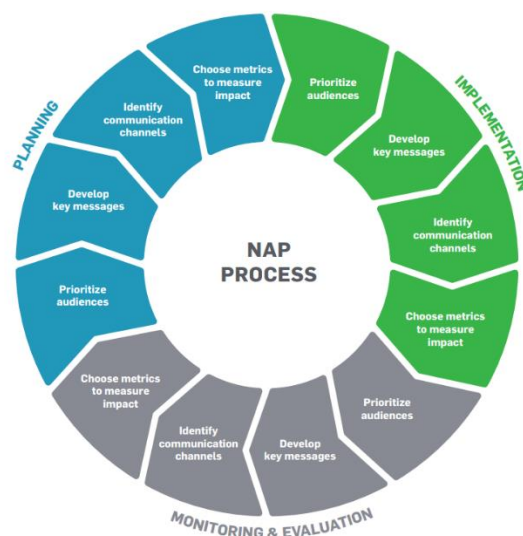 PLANNING
Prioritize
audiences
Develop
key messages
Identify
communication
channels
Choose metrics
to measure
impact
IMPLEMENTATION
Prioritize
audiences
Develop
key messages
Identify
communication
channels
Choose metrics
to measure
impact
MONITORING & EVALUATION
Prioritize
audiences
Develop
key messages
Identify
communication
channels
Choose metrics
to measure
impact
NAP
PROCESS